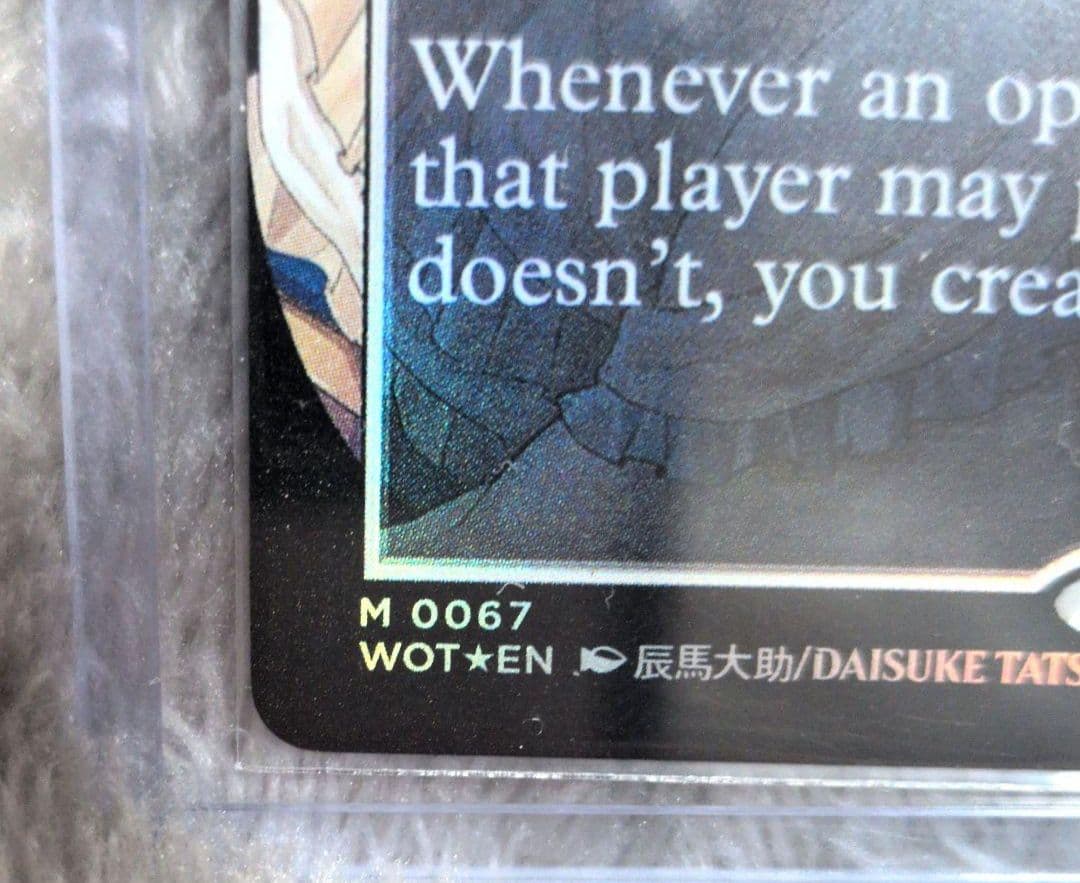 Whenever an op
that player may
doesn't, you crea
M 0067
WOT★EN 辰馬大助/DAISUKE TATS